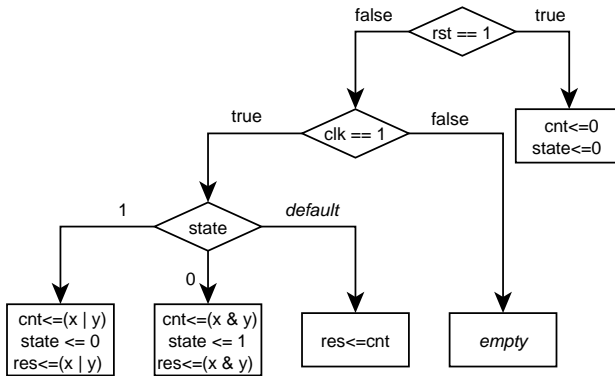 false
true
rst == 1
true
false
clk == 1
cnt<=0
state<=0
1
default
state
0
cnt<=(x | y)
state <= 0
res<=(x | y)
cnt<=(x & y)
state <= 1
res<=(x & y)
res<=cnt
empty